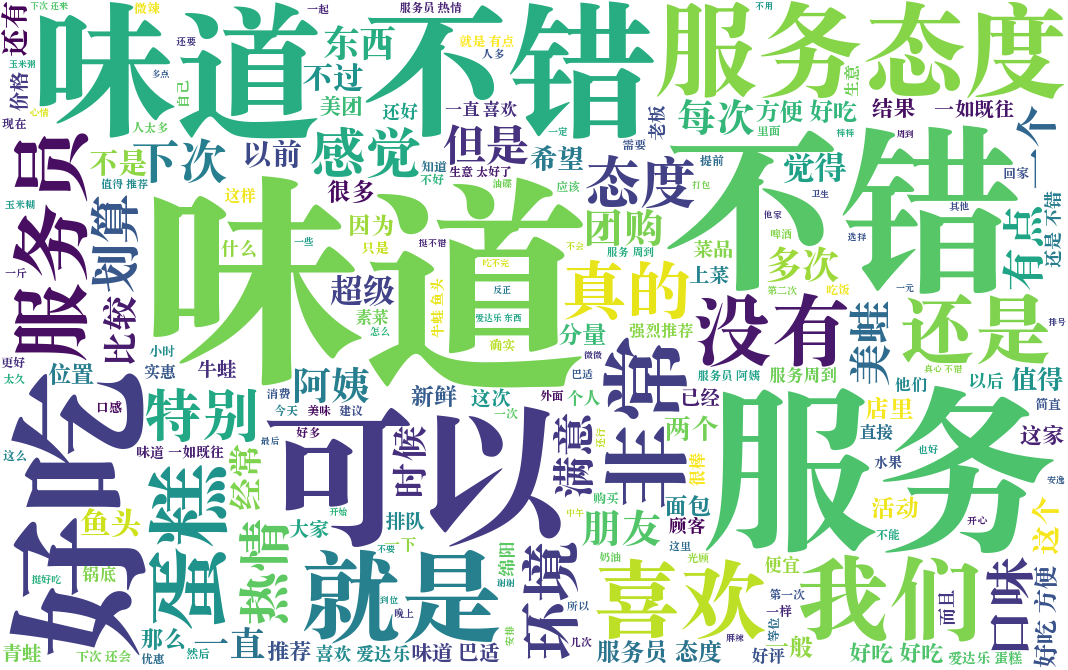 味道不错
服务态度
味道
不错
服务
可以
好吃
服务员
就是
我们
喜欢
非常
没有
还是
真的
蛋糕
特别
感觉
但是
态度
东西
不过
下次
以前
划算
比较
超级
阿姨
很多
希望
团购
觉得
多次
每次
方便 好吃
结果
一如既往
一个
有点
还是 不错
美蛙
值得
以后
他们
店里
直接
这家
这个
口味
好吃 方便
环境
满意
朋友
热情
经常
时候
鱼头
一直
推荐
喜欢 爱达乐
味道 巴适
服务员 态度
好评
一般
好吃 好吃
爱达乐 蛋糕
而且
活动
顾客
面包
两个
已经
个人
这次
新鲜
牛蛙
位置
实惠
小时
更好
太久
一斤
玉米糊
值得 推荐
不是
人太多
现在
心情
价格
还有
玉米粥
下次 还来
微辣
还要
自己
多点
一起
服务员 热情
就是 有点
人多
美团
还好
一直 喜欢
老板
生意
不用
里面
棒棒
周到
一定
需要
提前
打包
卫生
知道
不好
生意 太好了
油碟
应该
这样
因为
只是
什么
一些
挺不错
牛蛙 鱼头
吃不完
反正
爱达乐 东西
确实
素菜
怎么
分量
强烈推荐
服务 周到
不会
他家
啤酒
选择
其他
回家
菜品
上菜
第二次
吃饭
一元
排号
真心 不错
微微
巴适
服务员 阿姨
服务周到
外面
消费
今天
美味
建议
好多
一次
最后
口感
这么
味道 一如既往
挺好吃
锅底
青蛙
那么
下次 还会
优惠
然后
大家
排队
开始
一下
不要
到位
晚上
绵阳
谢谢
安排
中午
奶油
购买
还行
很棒
所以
几次
这里
光顾
便宜
第一次
一样
等位
麻辣
水果
不能
也好
开心
安逸
简直